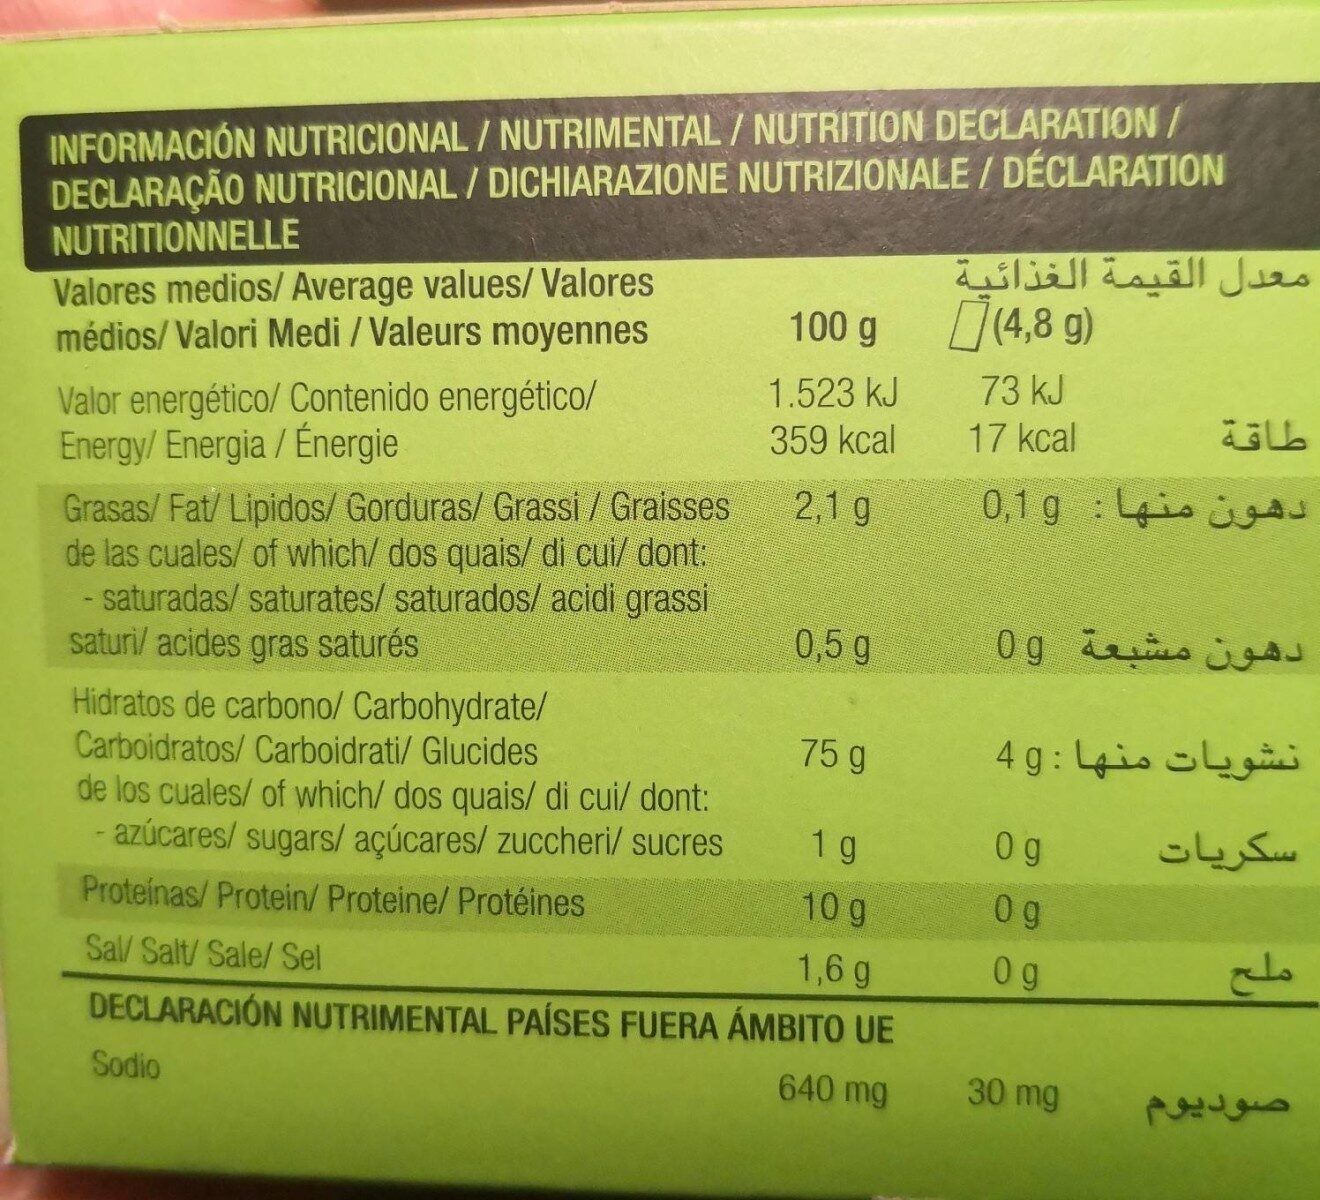 INFORMACIÓN NUTRICIONAL / NUTRIMENTAL / NUTRITION DECLARATION /
DECLARAÇÃO NUTRICIONAL / DICHIARAZIONE NUTRIZIONALE / DÉCLARATION
NUTRITIONNELLE
Valores medios/ Average values/ Valores معدل القيمة الغذائية
médios/ Valori Medi / Valeurs moyennes 100 g (4,8 g)
Valor energético/ Contenido energético/ 1.523 kJ 73 kJ
Energy/ Energia / Énergie 359 kcal 17 kcal طاقة
Grasas/ Fat/ Lipidos/ Gorduras/ Grassi / Graisses 2,1 g 0,1 g دهون منها :
de las cuales/ of which/ dos quais/ di cui/ dont:
- saturadas/ saturates/ saturados/ acidi grassi
saturi/ acides gras saturés 0,5 g 0 g دهون مشبعة
Hidratos de carbono/ Carbohydrate/
Carboidratos/ Carboidrati/ Glucides 75 g 4 g نشويات منها :
de los cuales/ of which/ dos quais/ di cui/ dont:
- azúcares/ sugars/ açúcares/ zuccheri/ sucres 1 g 0 g سكريات
Proteínas/ Protein/ Proteine/ Protéines 10 g 0 g
Sal/ Salt/ Sale/ Sel 1,6 g 0 g ملح
DECLARACIÓN NUTRIMENTAL PAÍSES FUERA ÁMBITO UE
Sodio 640 mg 30 mg صوديوم